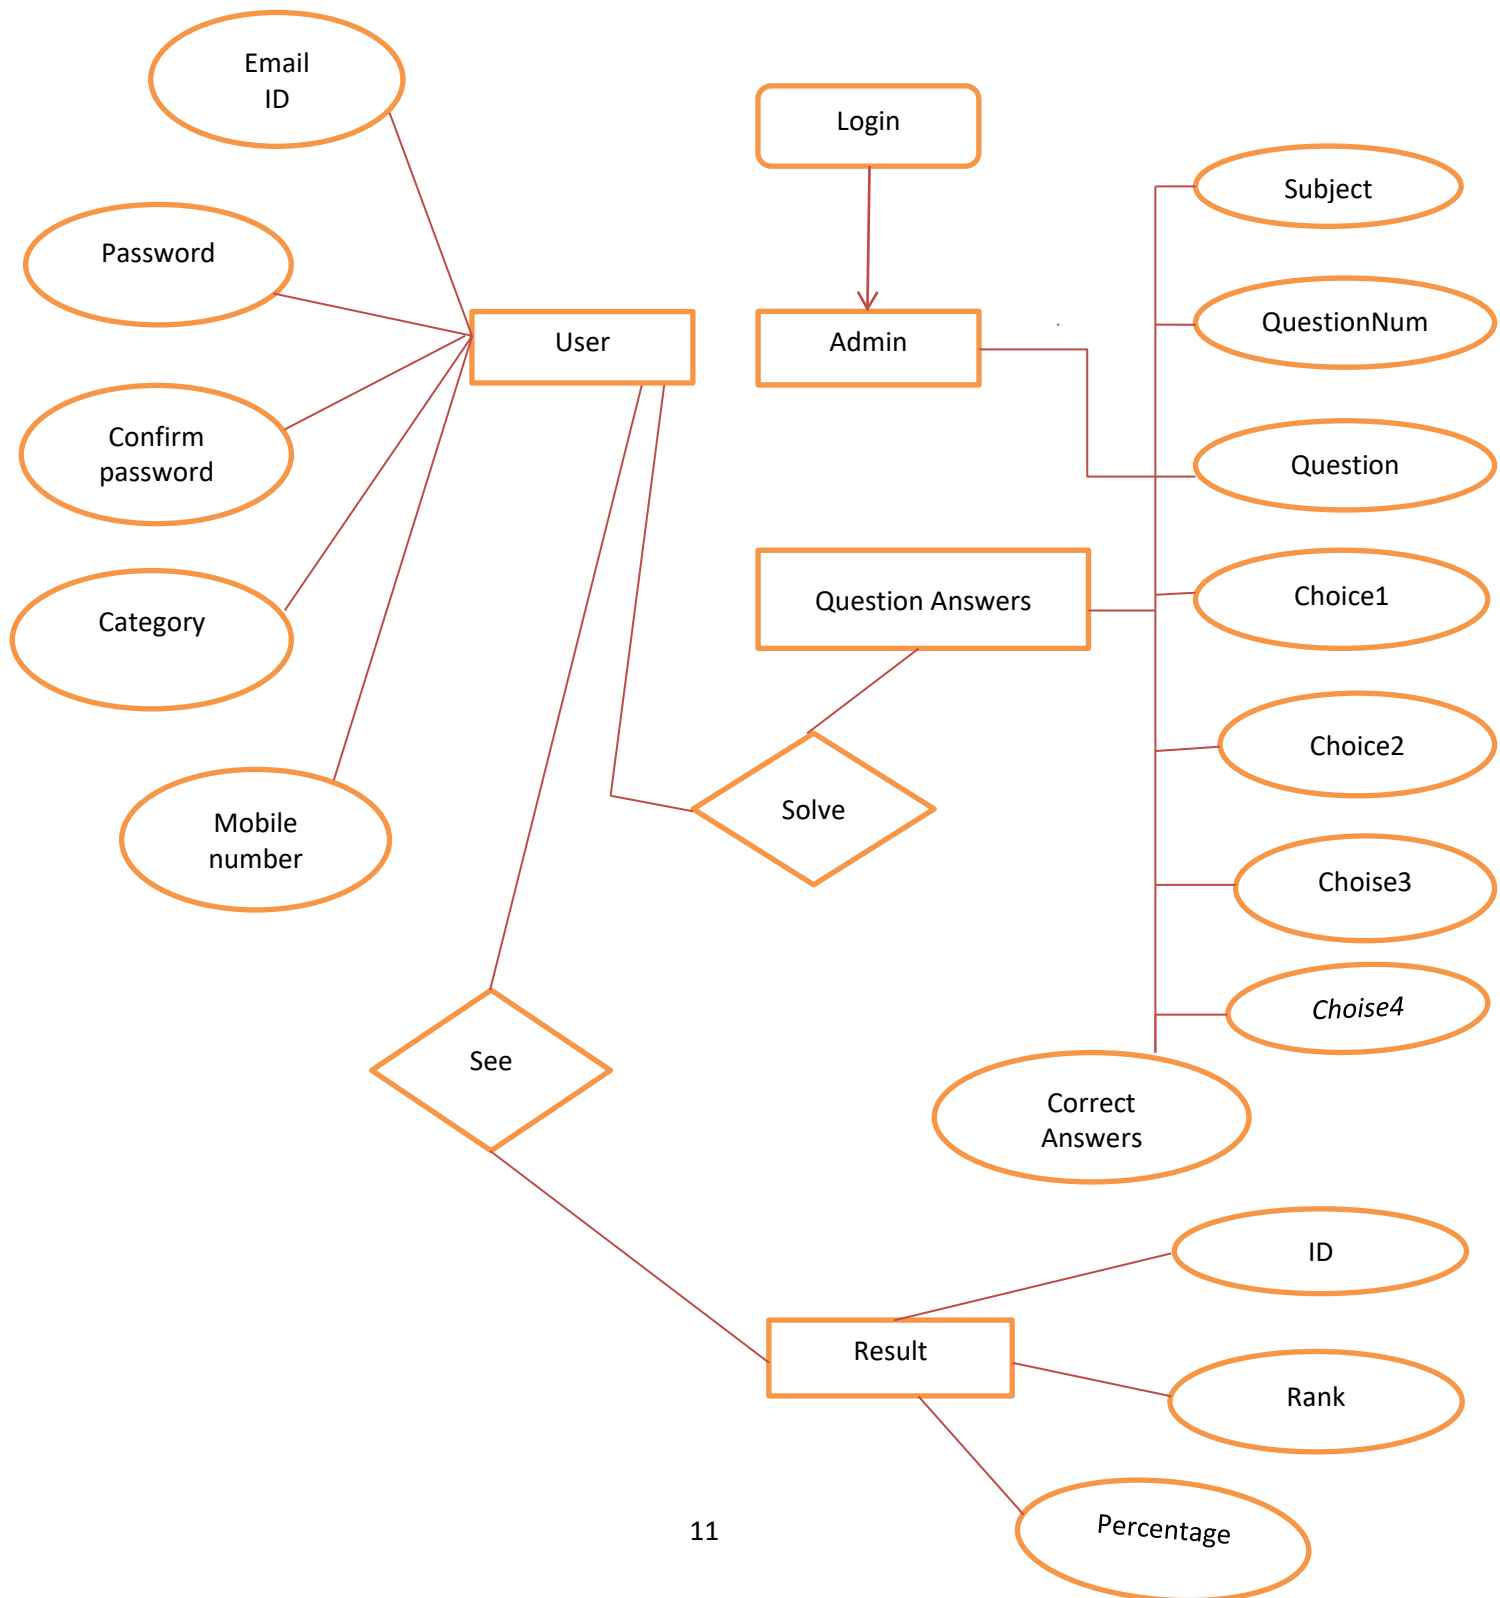 Email
ID
Login
Subject
Password
QuestionNum
User
Admin
Confirm
password
Question
Question Answers
Choice1
Category
Choice2
Mobile
number
Solve
Choise3
Choise4
See
Correct
Answers
ID
Result
Rank
Percentage
11